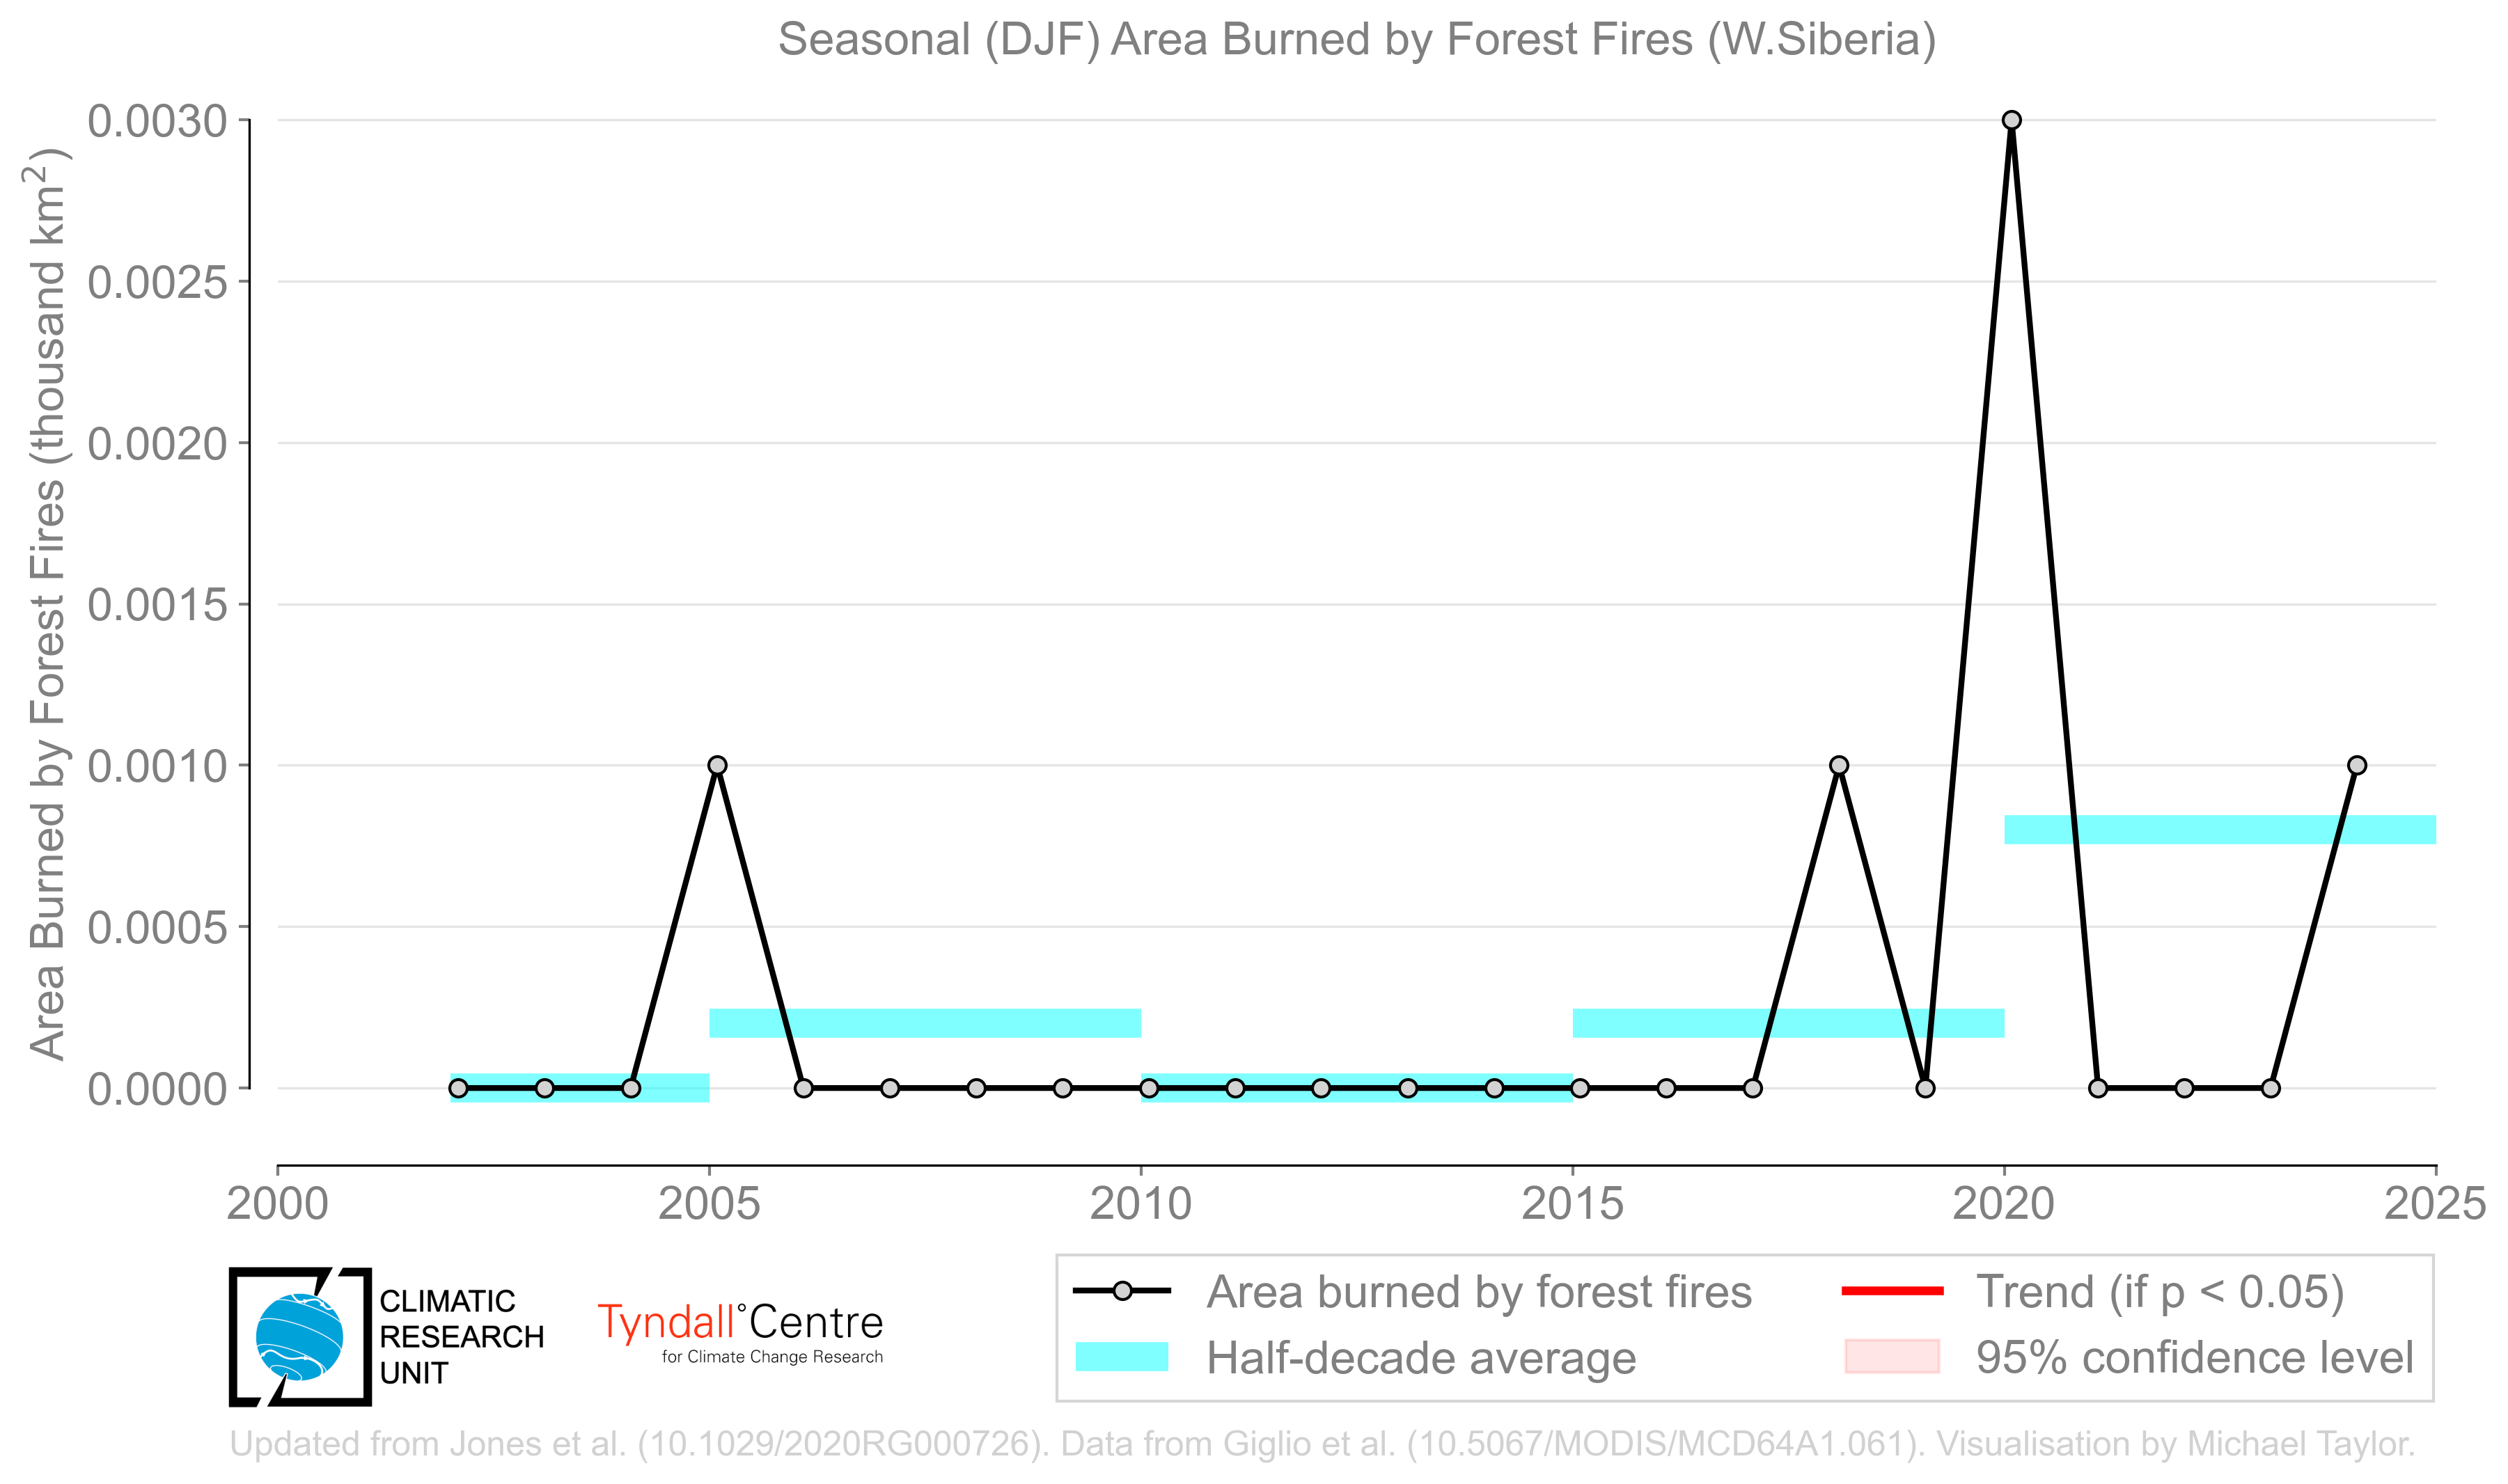 Seasonal (DJF) Area Burned by Forest Fires (W.Siberia)
Area Burned by Forest Fires (thousand km²)
0.0030
0.0025
0.0020
0.0015
0.0010
0.0005
0.0000
2000 2005 2010 2015 2020 2025
CLIMATIC
RESEARCH
UNIT
Tyndall°Centre
for Climate Change Research
Area burned by forest fires
Half-decade average
Trend (if p < 0.05)
95% confidence level
Updated from Jones et al. (10.1029/2020RG000726). Data from Giglio et al. (10.5067/MODIS/MCD64A1.061). Visualisation by Michael Taylor.